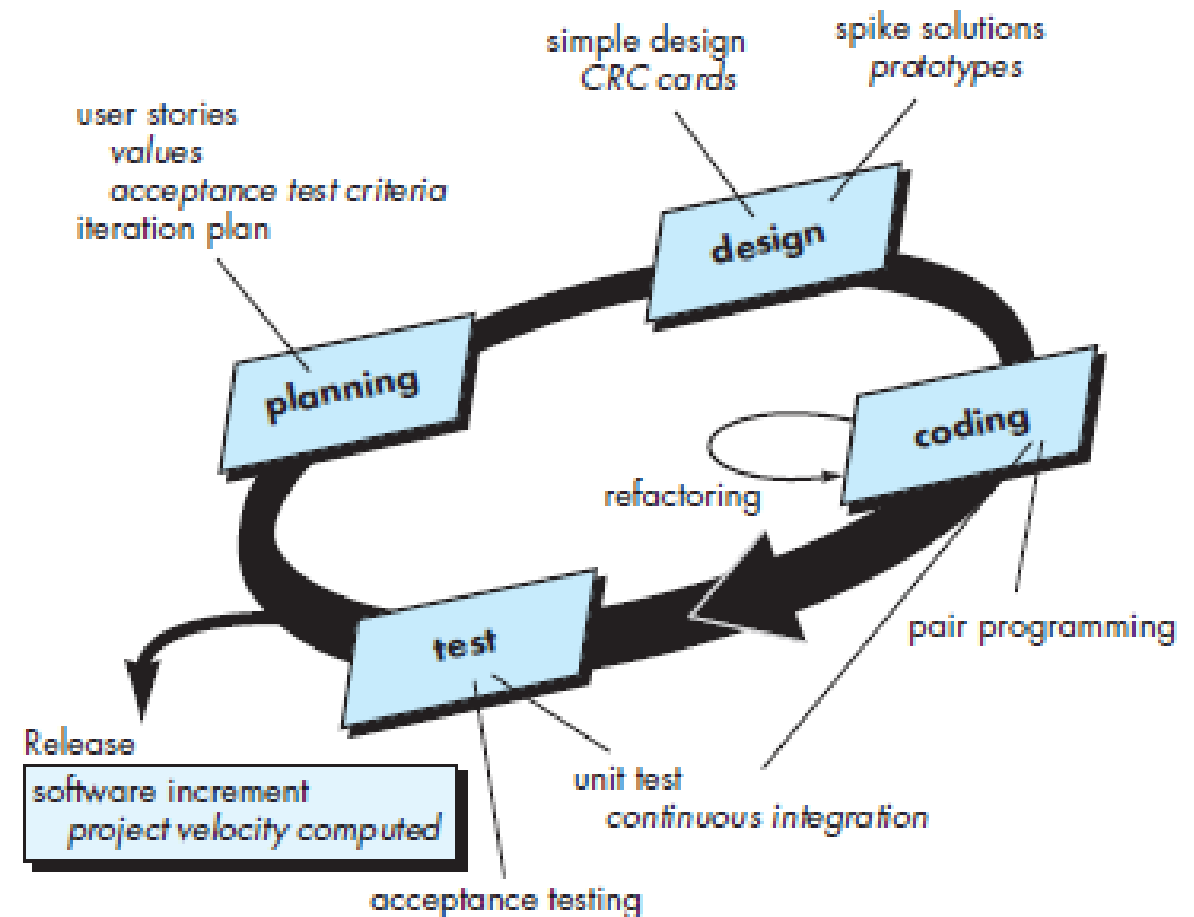 simple design
CRC cards
spike solutions
prototypes
user stories
values
acceptance test criteria
iteration plan
design
planning
coding
refactoring
test
pair programming
Release
software increment
project velocity computed
unit test
continuous integration
acceptance testing